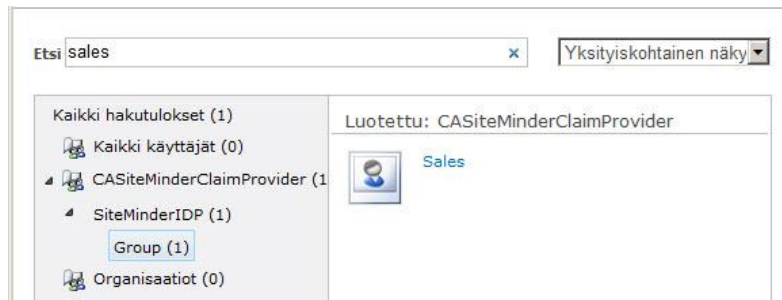 Etsi sales x Yksityiskohtainen näky
Kaikki hakutulokset (1)
Kaikki käyttäjät (0)
CASiteMinderClaimProvider (1
SiteMinderIDP (1)
Group (1)
Organisaatiot (0)
Luotettu: CASiteMinderClaimProvider
Sales